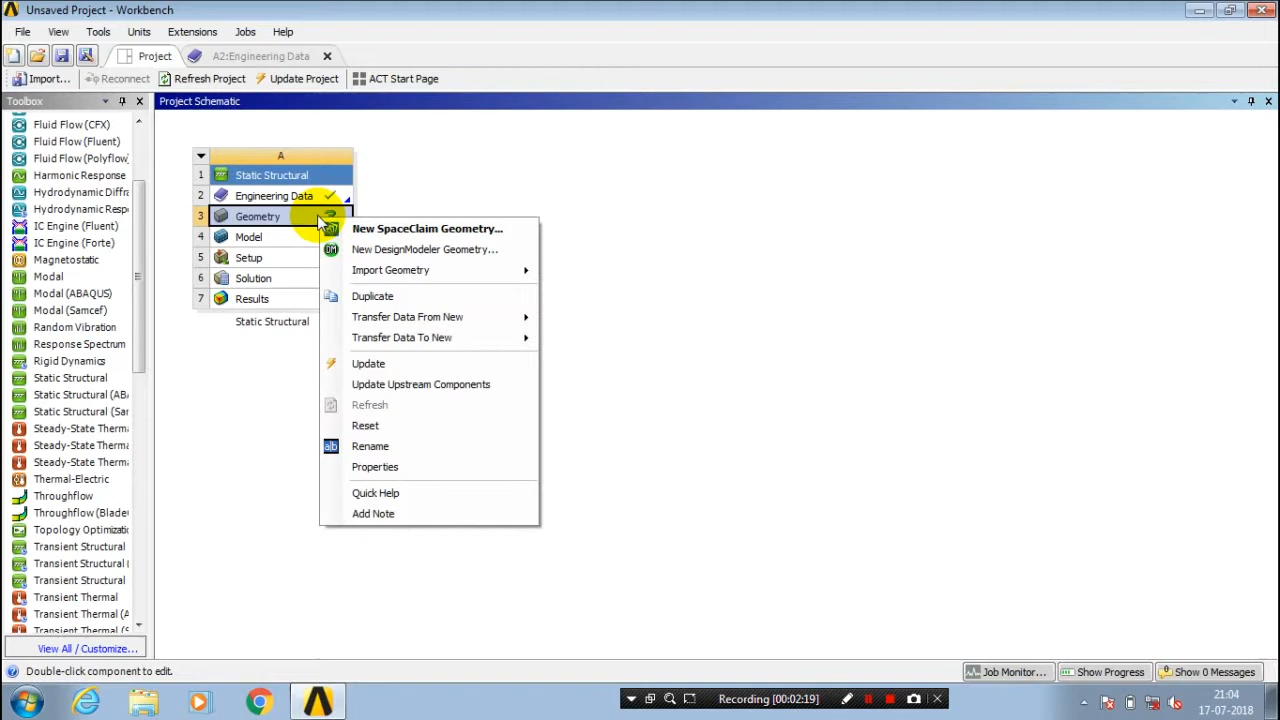 Unsaved Project - Workbench
File View Tools Units Extensions Jobs Help
Project A2:Engineering Data
Import... Reconnect Refresh Project Update Project ACT Start Page
Toolbox
Project Schematic
Fluid Flow (CFX)
Fluid Flow (Fluent)
Fluid Flow (Polyflow
Harmonic Response
Hydrodynamic Diffra
Hydrodynamic Resp
IC Engine (Fluent)
IC Engine (Forte)
Magnetostatic
Modal
Modal (ABAQUS)
Modal (Samcef)
Random Vibration
Response Spectrum
Rigid Dynamics
Static Structural
Static Structural (AB
Static Structural (Sa
Steady-State Therm
Steady-State Therm
Steady-State Therm
Thermal-Electric
Throughflow
Throughflow (Blade
Topology Optimizati
Transient Structural
Transient Structural (
Transient Structural
Transient Thermal
Transient Thermal (A
Transient Thermal (S
View All / Customize...
A
1 Static Structural
2 Engineering Data
3 Geometry
4 Model
5 Setup
6 Solution
7 Results
Static Structural
New SpaceClaim Geometry...
New DesignModeler Geometry...
Import Geometry
Duplicate
Transfer Data From New
Transfer Data To New
Update
Update Upstream Components
Refresh
Reset
a|b Rename
Properties
Quick Help
Add Note
Double-click component to edit.
Job Monitor... Show Progress Show 0 Messages
Recording [00:02:19]
21:04
17-07-2018